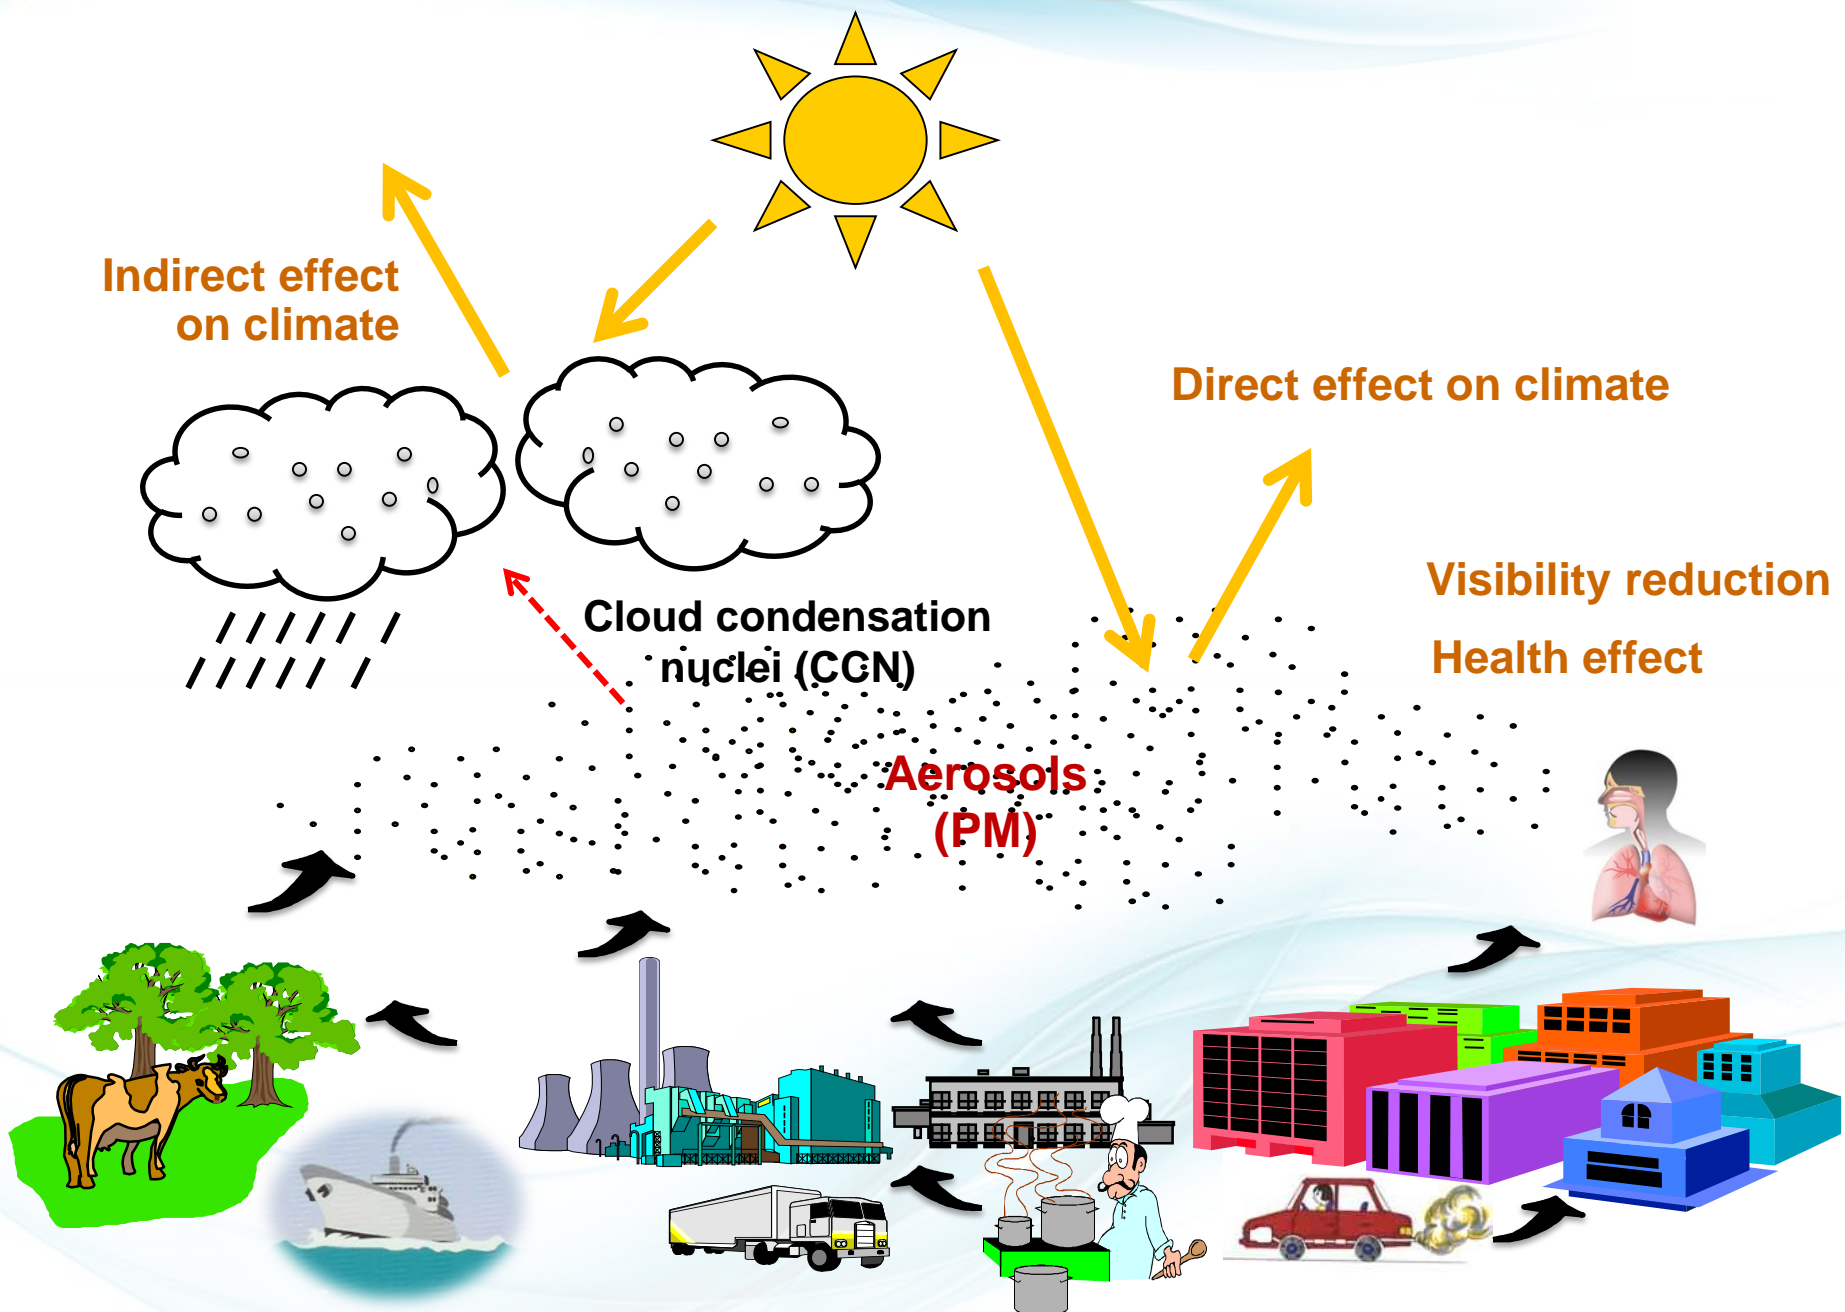 Indirect effect
on climate
Direct effect on climate
Visibility reduction
Health effect
Cloud condensation
nuclei (CCN)
Aerosols
(PM)